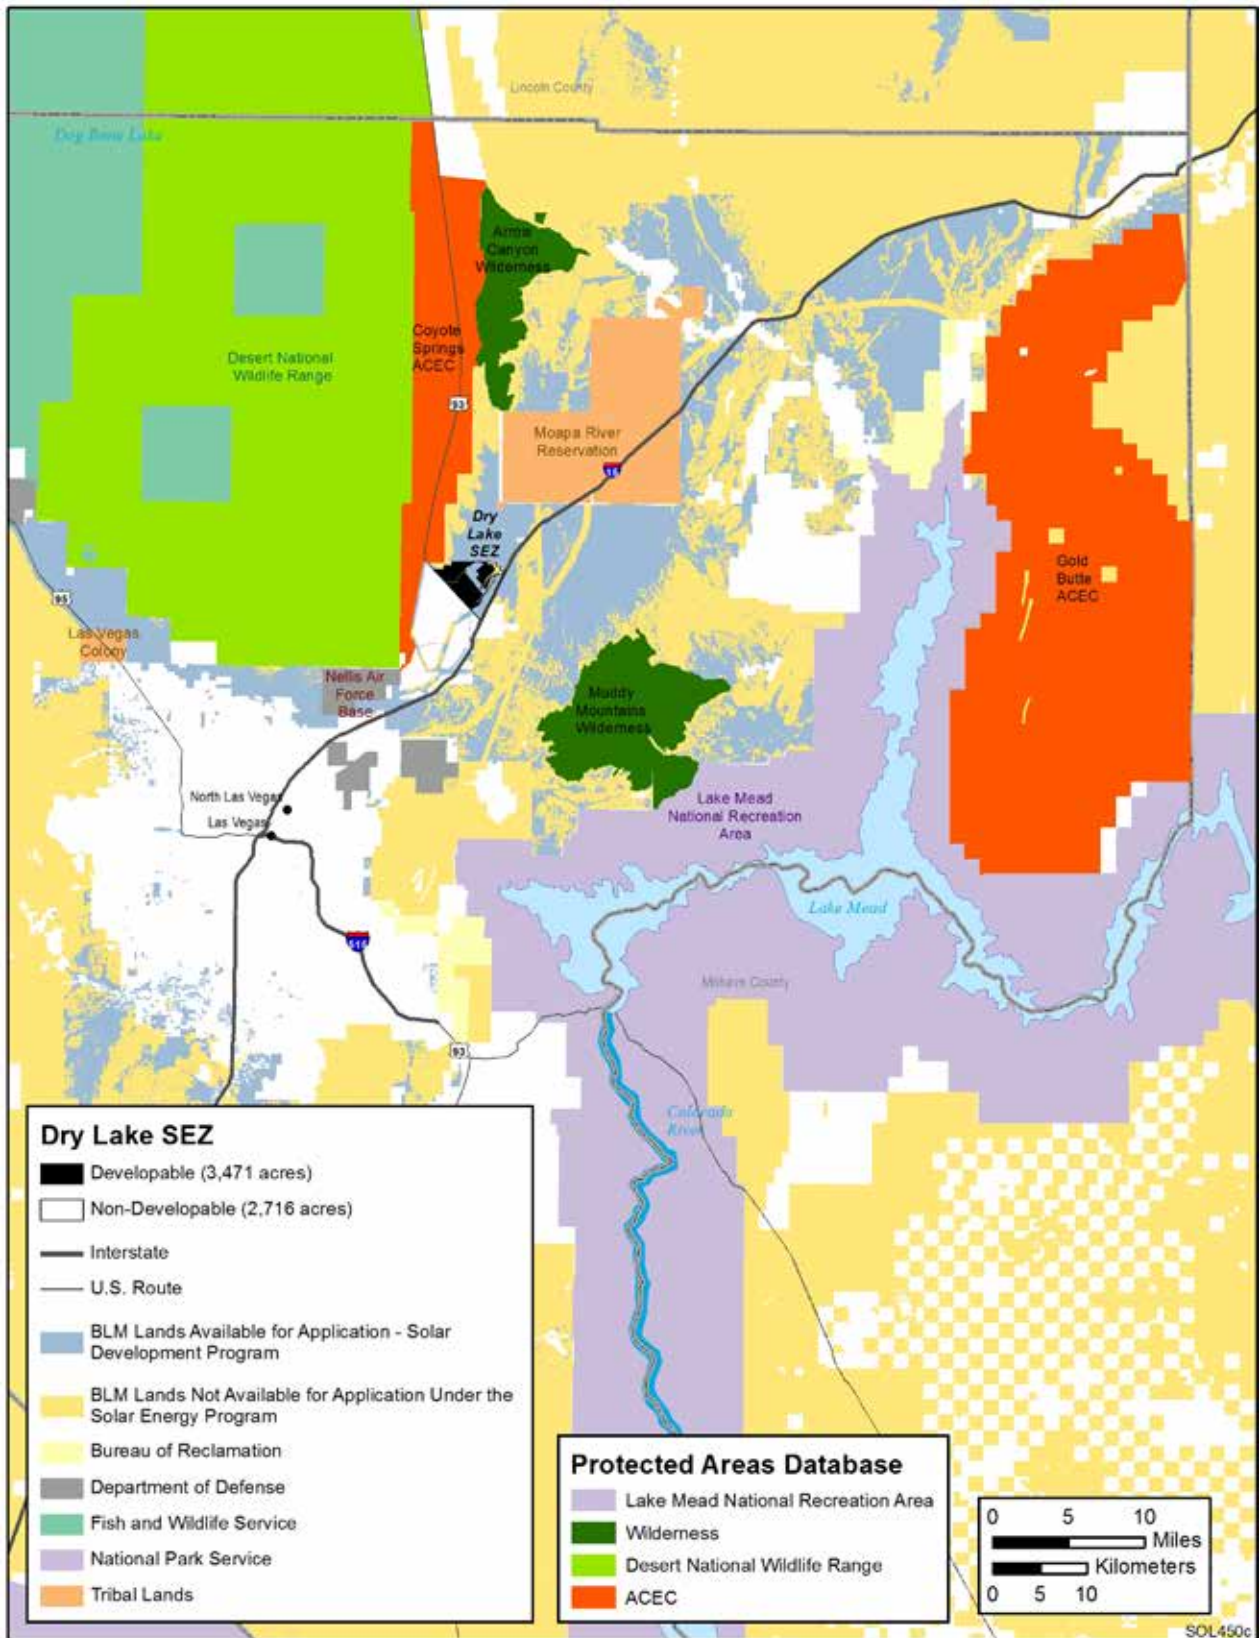 Lincoln County
Dog Bone Lake
Arrow
Canyon
Wilderness
Coyote
Springs
ACEC
Desert National
Wildlife Range
93
Moapa River
Reservation
15
Dry
Lake
SEZ
Gold
Butte
ACEC
95
Las Vegas
Colony
Nellis Air
Force
Base
Muddy
Mountains
Wilderness
North Las Vegas
Las Vegas
Lake Mead
National Recreation
Area
Lake Mead
515
Mohave County
93
Colorado
River
Dry Lake SEZ
Developable (3,471 acres)
Non-Developable (2,716 acres)
Interstate
U.S. Route
BLM Lands Available for Application - Solar
Development Program
BLM Lands Not Available for Application Under the
Solar Energy Program
Bureau of Reclamation
Department of Defense
Fish and Wildlife Service
National Park Service
Tribal Lands
Protected Areas Database
Lake Mead National Recreation Area
Wilderness
Desert National Wildlife Range
ACEC
0 5 10
Miles
Kilometers
0 5 10
SOL450c